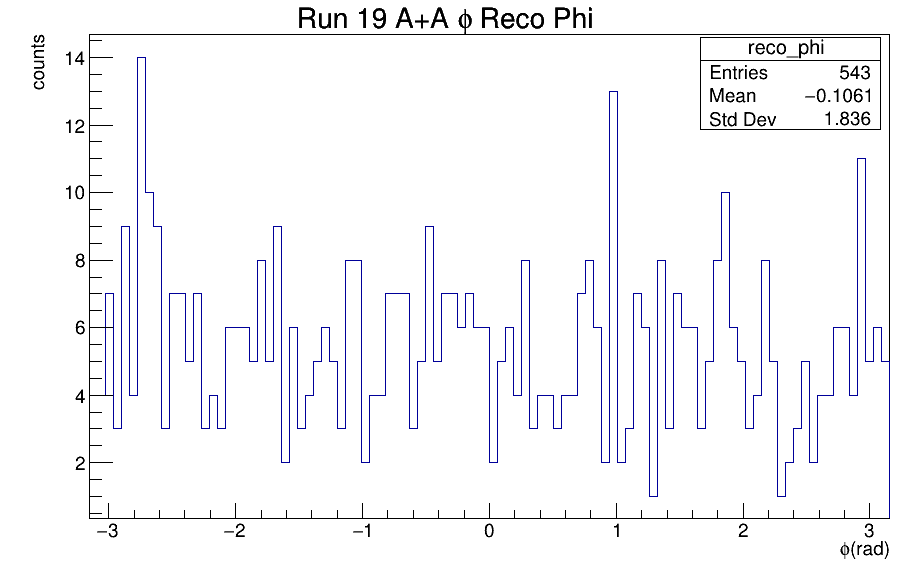 Run 19 A+A ϕ Reco Phi
counts
reco_phi
Entries 543
Mean −0.1061
Std Dev 1.836
14
12
10
8
6
4
2
−3 −2 −1 0 1 2 3
ϕ(rad)